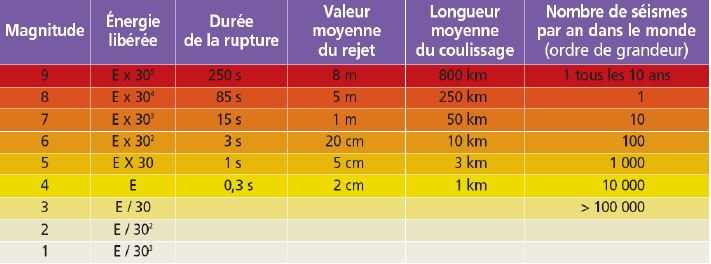 Magnitude | Énergie libérée | Durée de la rupture | Valeur moyenne du rejet | Longueur moyenne du coulissage | Nombre de séismes par an dans le monde (ordre de grandeur)
9 | E x 30⁵ | 250 s | 8 m | 800 km | 1 tous les 10 ans
8 | E x 30⁴ | 85 s | 5 m | 250 km | 1
7 | E x 30³ | 15 s | 1 m | 50 km | 10
6 | E x 30² | 3 s | 20 cm | 10 km | 100
5 | E X 30 | 1 s | 5 cm | 3 km | 1 000
4 | E | 0,3 s | 2 cm | 1 km | 10 000
3 | E / 30 | > 100 000
2 | E / 30²
1 | E / 30³